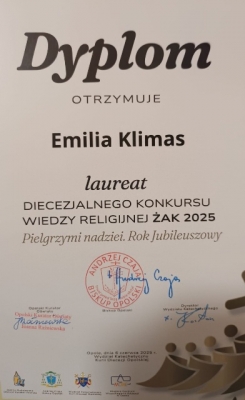 Dyplom
OTRZYMUJE
Emilia Klimas
laureat
DIECEZJALNEGO KONKURSU
WIEDZY RELIGIJNEJ ŻAK 2025
Pielgrzymi nadziei. Rok Jubileuszowy
ANDRZEJ CZAJA
BISKUP OPOLSKI